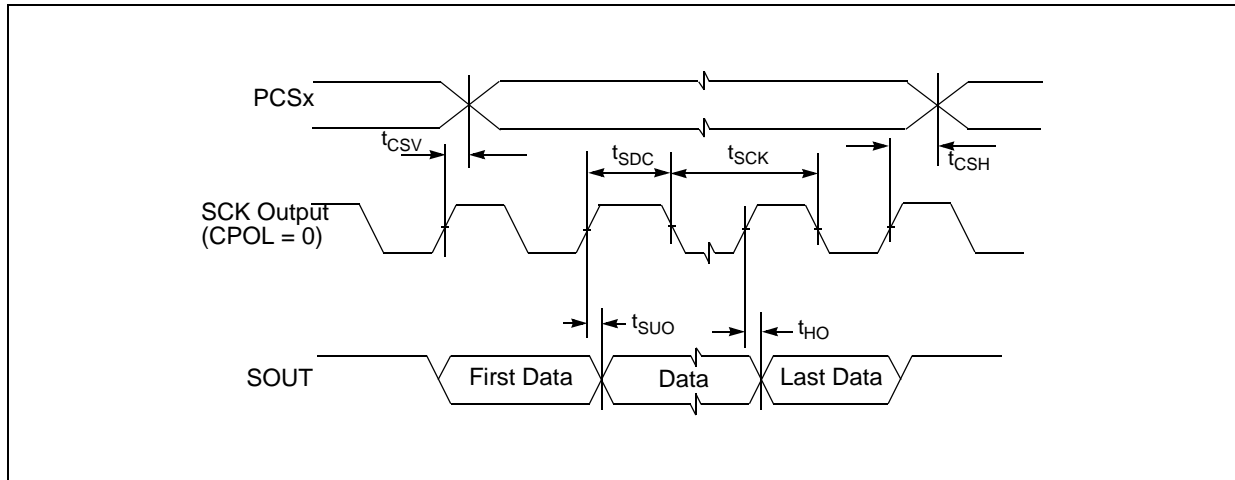 PCSx
tCSV
tSDC
tSCK
tCSH
SCK Output
(CPOL = 0)
tSUO
tHO
SOUT
First Data
Data
Last Data